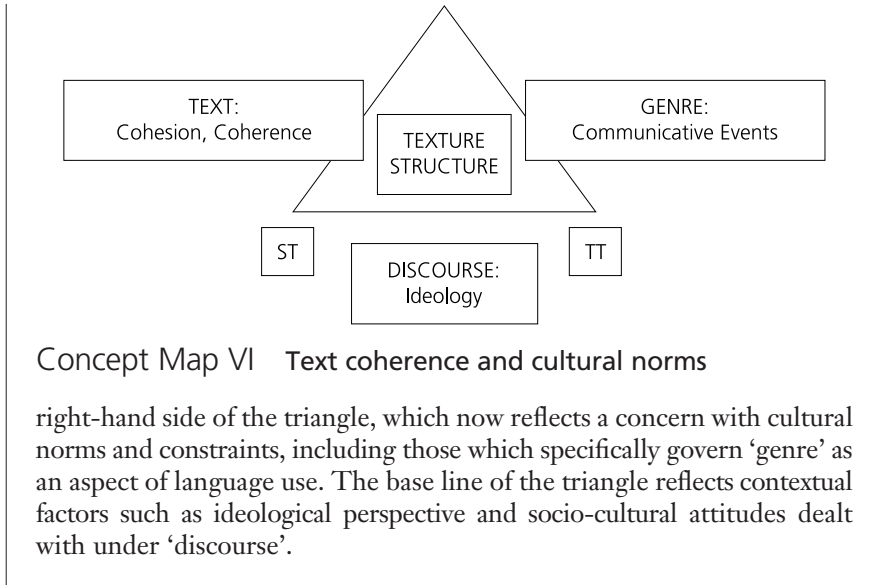 TEXT:
Cohesion, Coherence
GENRE:
Communicative Events
TEXTURE
STRUCTURE
ST
TT
DISCOURSE:
Ideology
Concept Map VI Text coherence and cultural norms
right-hand side of the triangle, which now reflects a concern with cultural
norms and constraints, including those which specifically govern ‘genre’ as
an aspect of language use. The base line of the triangle reflects contextual
factors such as ideological perspective and socio-cultural attitudes dealt
with under ‘discourse’.